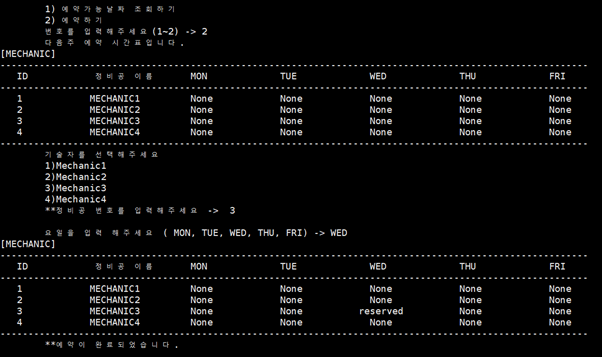 1) 예약가능날짜 조회하기
2) 예약하기
번호를 입력해주세요(1~2) -> 2
다음주 예약 시간표입니다.
[MECHANIC]
ID 정비공 이름 MON TUE WED THU FRI
1 MECHANIC1 None None None None None
2 MECHANIC2 None None None None None
3 MECHANIC3 None None None None None
4 MECHANIC4 None None None None None
기술자를 선택해주세요
1)Mechanic1
2)Mechanic2
3)Mechanic3
4)Mechanic4
**정비공 번호를 입력해주세요 -> 3
요일을 입력 해주세요 ( MON, TUE, WED, THU, FRI) -> WED
[MECHANIC]
ID 정비공 이름 MON TUE WED THU FRI
1 MECHANIC1 None None None None None
2 MECHANIC2 None None None None None
3 MECHANIC3 None None reserved None None
4 MECHANIC4 None None None None None
**예약이 완료되었습니다.